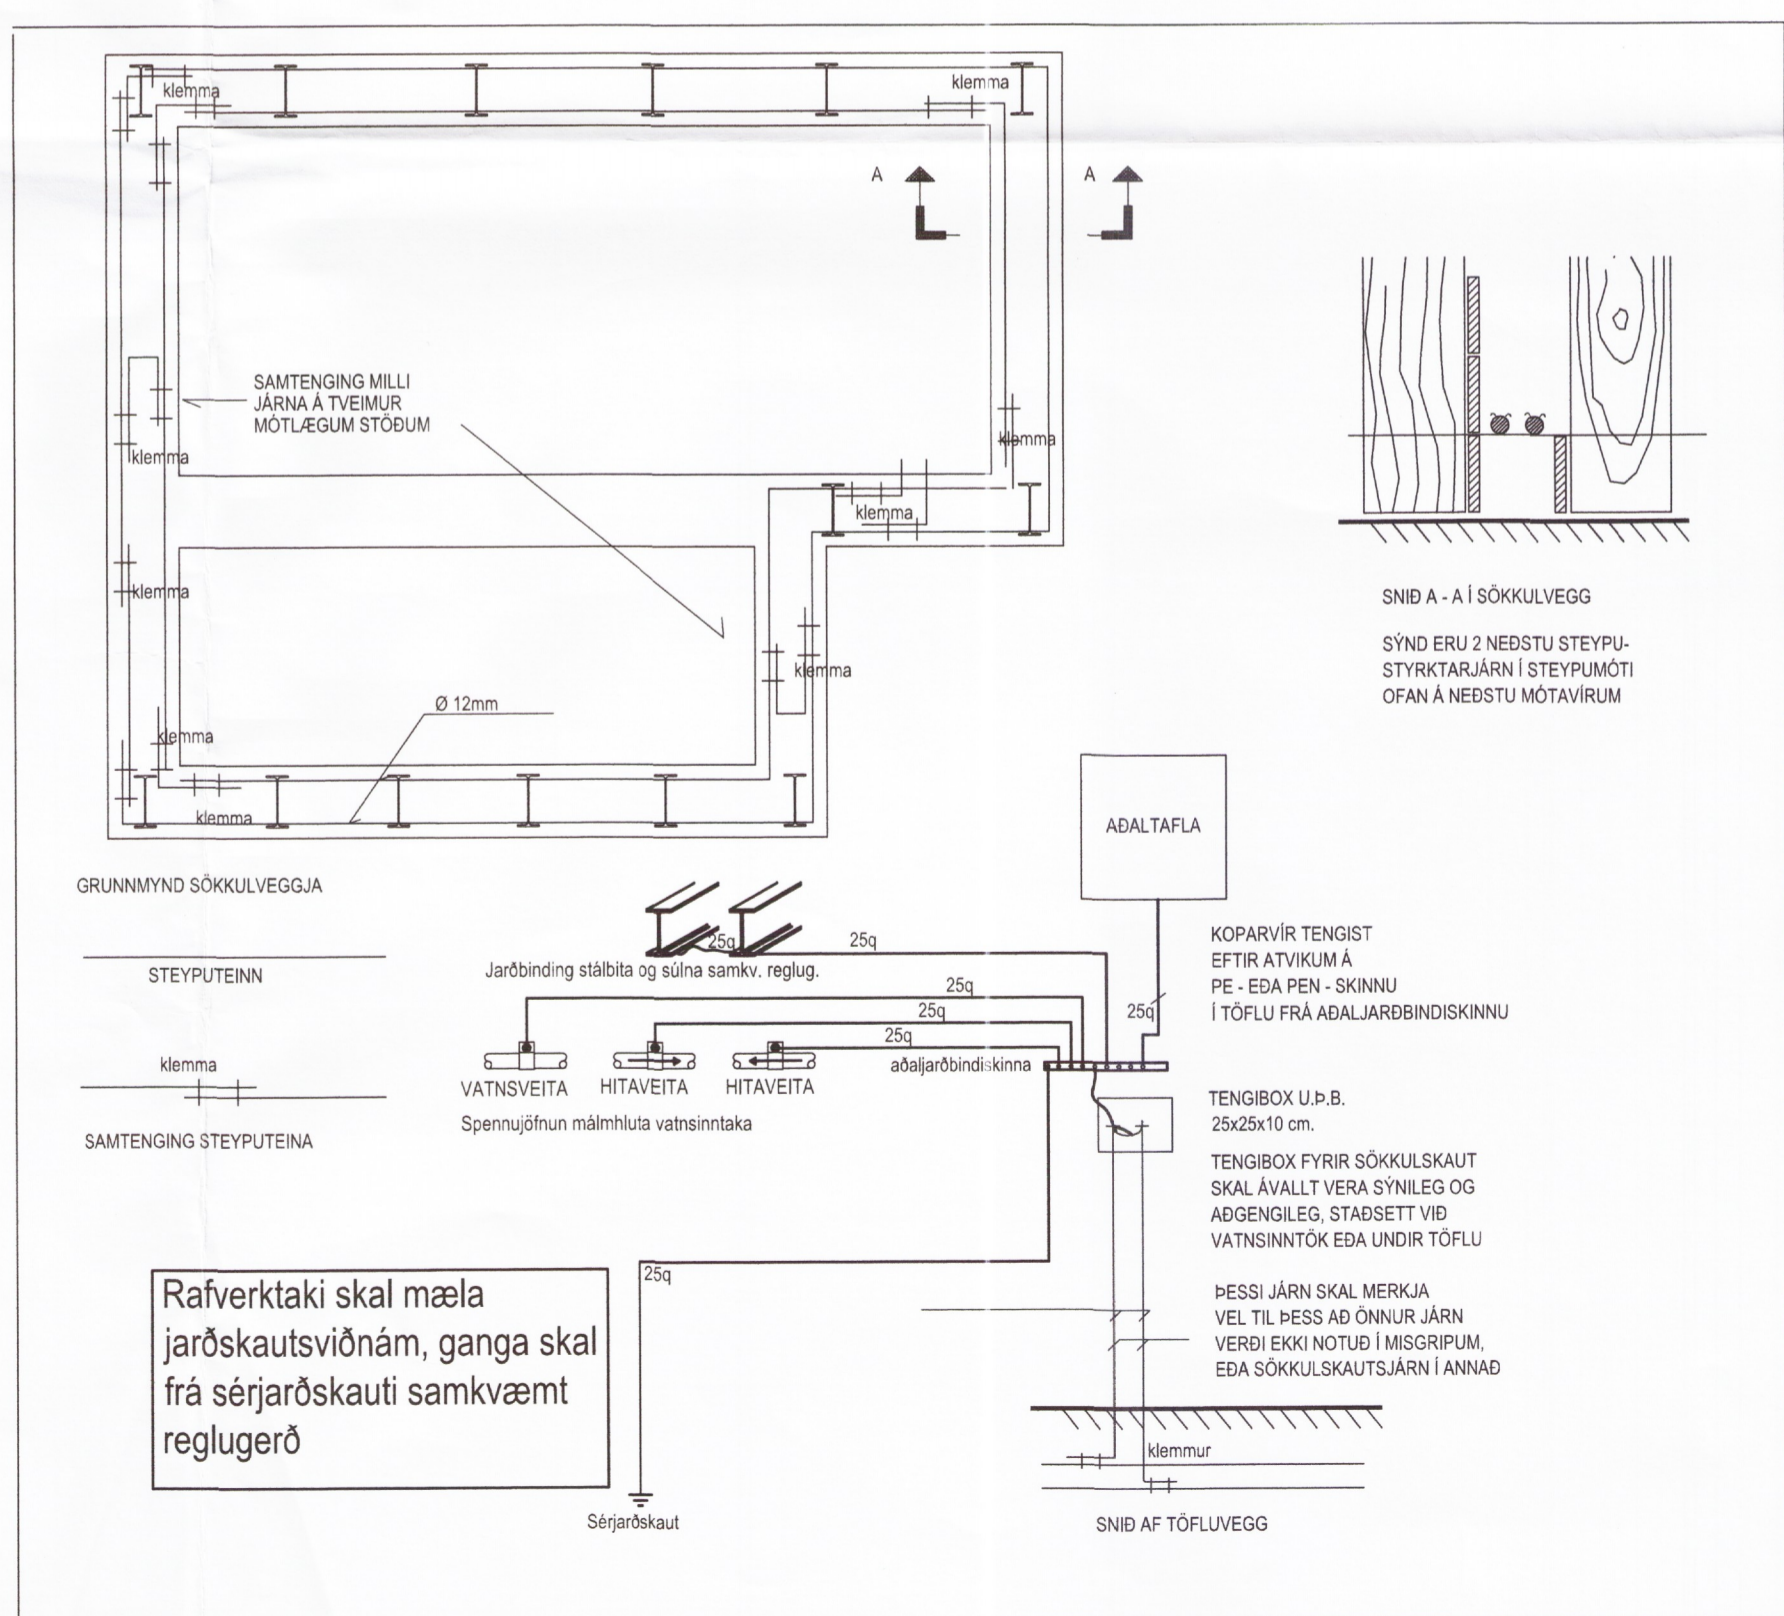 klemma
klemma
A
A
SAMTENGING MILLI
JÁRNA Á TVEIMUR
MÓTLÆGUM STÖÐUM
klemma
klemma
klemma
klemma
klemma
Ø 12mm
klemma
klemma
SNIÐ A - A Í SÖKKULVEGG
SÝND ERU 2 NEÐSTU STEYPU-
STYRKTARJÁRN Í STEYPUMÓTI
OFAN Á NEÐSTU MÓTAVÍRUM
AÐALTAFLA
GRUNNMYND SÖKKULVEGGJA
STEYPUTEINN
klemma
SAMTENGING STEYPUTEINA
25q
25q
Jarðbinding stálbita og súlna samkv. reglug.
25q
25q
25q
25q
KOPARVÍR TENGIST
EFTIR ATVIKUM Á
PE - EÐA PEN - SKINNU
Í TÖFLU FRÁ AÐALJARÐBINDISKINNU
aðaljarðbindiskinna
VATNSVEITA
HITAVEITA
HITAVEITA
Spennujöfnun málmhluta vatnsinntaka
TENGIBOX U.Þ.B.
25x25x10 cm.
TENGIBOX FYRIR SÖKKULSKAUT
SKAL ÁVALLT VERA SÝNILEG OG
AÐGENGILEG, STAÐSETT VIÐ
VATNSINNTÖK EÐA UNDIR TÖFLU
25q
Rafverktaki skal mæla
jarðskautsviðnám, ganga skal
frá sérjarðskauti samkvæmt
reglugerð
ÞESSI JÁRN SKAL MERKJA
VEL TIL ÞESS AÐ ÖNNUR JÁRN
VERÐI EKKI NOTUÐ Í MISGRIPUM,
EÐA SÖKKULSKAUTSJÁRN Í ANNAÐ
klemmur
Sérjarðskaut
SNIÐ AF TÖFLUVEGG